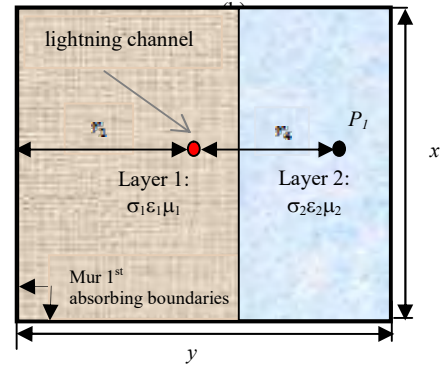 lightning channel
P1
x
Layer 1:
σ1ε1μ1
Layer 2:
σ2ε2μ2
Mur 1st
absorbing boundaries
y